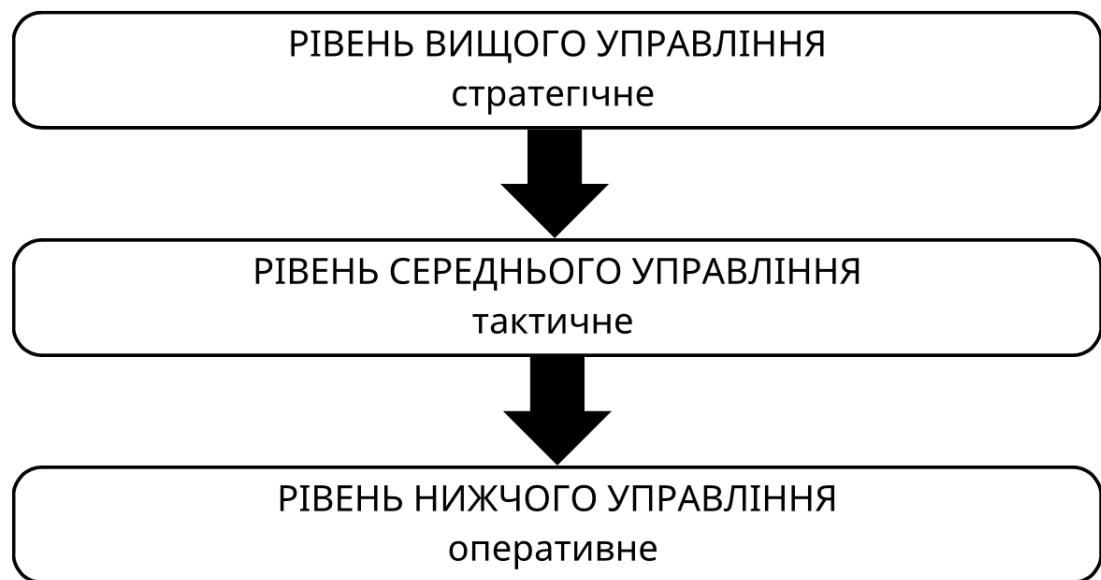 РІВЕНЬ ВИЩОГО УПРАВЛІННЯ
стратегічне
РІВЕНЬ СЕРЕДНЬОГО УПРАВЛІННЯ
тактичне
РІВЕНЬ НИЖЧОГО УПРАВЛІННЯ
оперативне